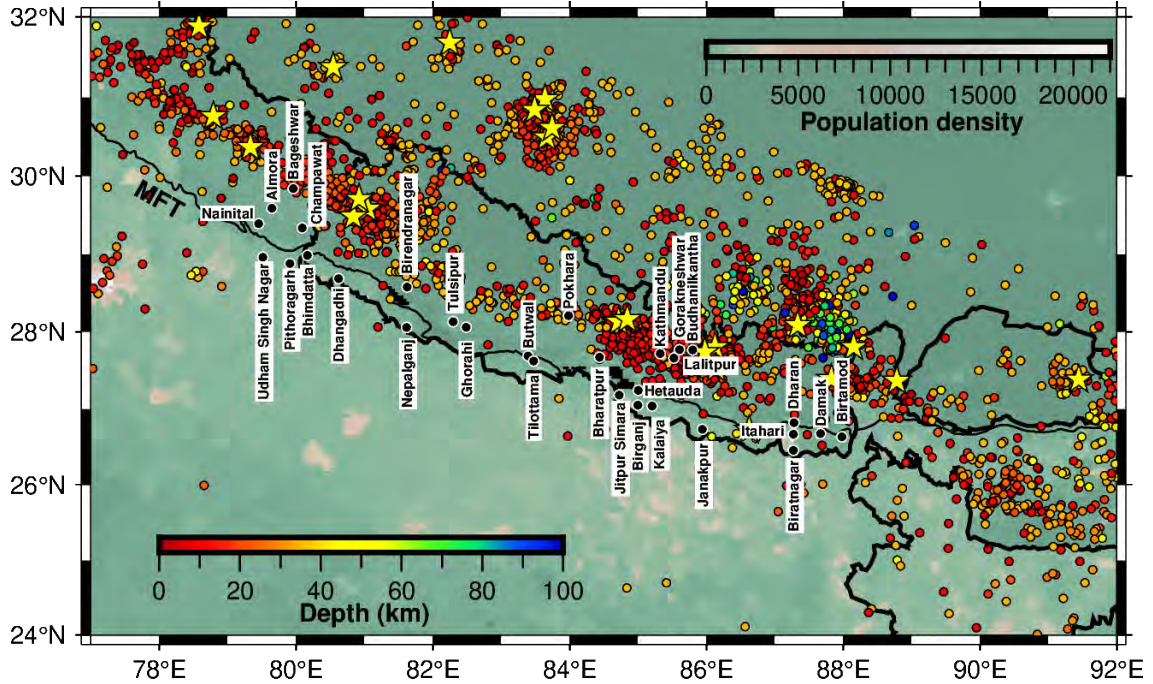 32°N
30°N
28°N
26°N
24°N
0 5000 10000 15000 20000
Population density
MFT
Nainital
Almora
Bageshwar
Champawat
Udham Singh Nagar
Pithoragarh
Bhimdatta
Dhangadhi
Birendranagar
Nepalganj
Tulsipur
Ghorahi
Butwal
Tilottama
Pokhara
Bharatpur
Jitpur Simara
Birganj
Kalaiya
Hetauda
Kathmandu
Gorakneshwar
Budhanilkantha
Lalitpur
Janakpur
Itahari
Dharan
Biratnagar
Damak
Birtamod
0 20 40 60 80 100
Depth (km)
78°E 80°E 82°E 84°E 86°E 88°E 90°E 92°E